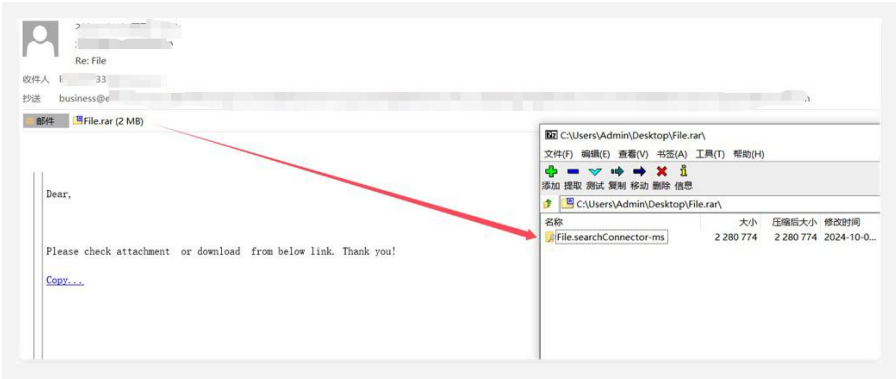 Re: File
收件人
抄送 business@e
邮件 File.rar (2 MB)
Dear,
Please check attachment or download from below link. Thank you!
Copy...
C:\Users\Admin\Desktop\File.rar\
文件(F) 编辑(E) 查看(V) 书签(A) 工具(T) 帮助(H)
添加 提取 测试 复制 移动 删除 信息
C:\Users\Admin\Desktop\File.rar\
名称 大小 压缩后大小 修改时间
File.searchConnector-ms 2 280 774 2 280 774 2024-10-0...